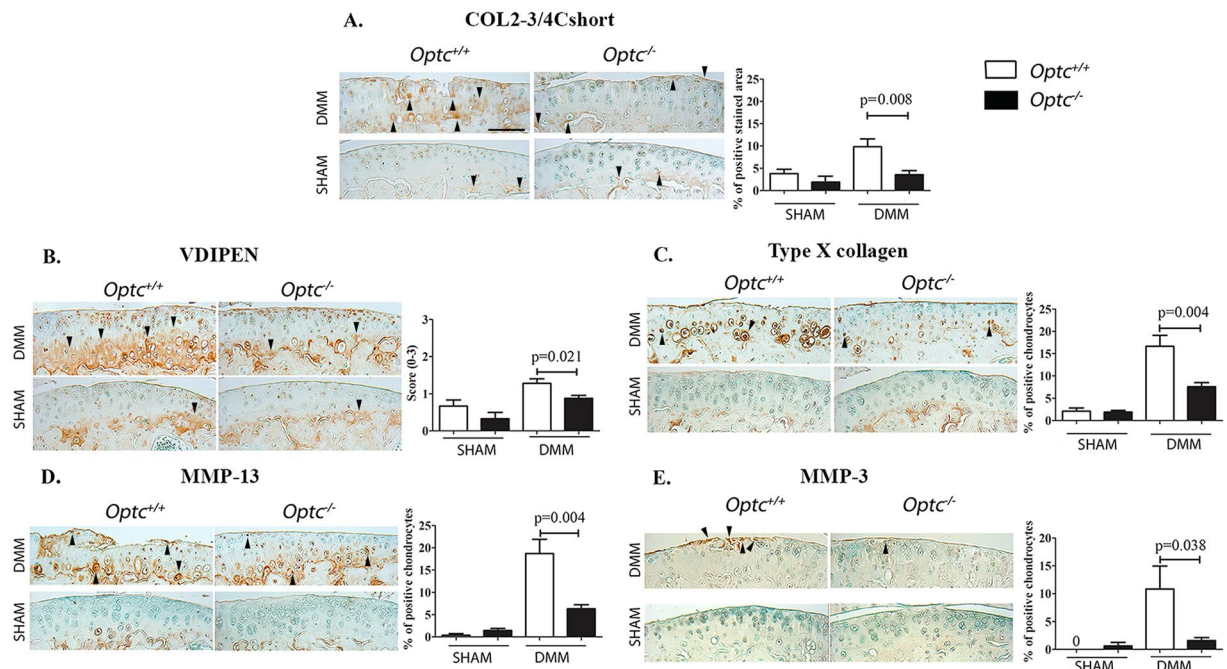 A. COL2-3/4Cshort
Optc+/+ Optc-/-
DMM
SHAM
% of positive stained area
25
20
15
10
5
0
p=0.008
SHAM DMM
Optc+/+
Optc-/-
B. VDIPEN
Optc+/+ Optc-/-
DMM
SHAM
Score (0-3)
3
2
1
0
p=0.021
SHAM DMM
C. Type X collagen
Optc+/+ Optc-/-
DMM
SHAM
% of positive chondrocytes
25
20
15
10
5
0
p=0.004
SHAM DMM
D. MMP-13
Optc+/+ Optc-/-
DMM
SHAM
% of positive chondrocytes
25
20
15
10
5
0
p=0.004
SHAM DMM
E. MMP-3
Optc+/+ Optc-/-
DMM
SHAM
% of positive chondrocytes
20
15
10
5
0
0
p=0.038
SHAM DMM